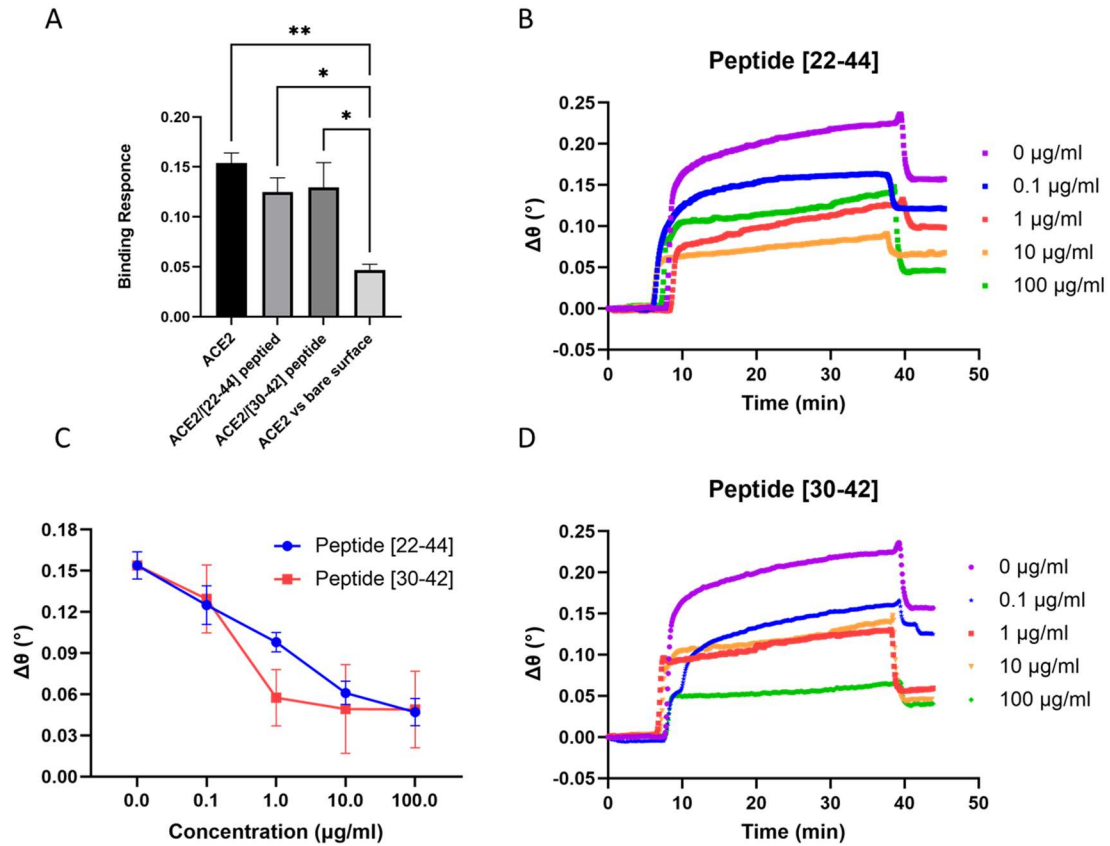 A
**
*
*
0.20
0.15
0.10
0.05
0.00
Binding Responce
ACE2
ACE2/[22-44] peptied
ACE2/[30-42] peptide
ACE2 vs bare surface
B
Peptide [22-44]
0.25
0.20
0.15
0.10
0.05
0.00
-0.05
Δθ (°)
0 10 20 30 40 50
Time (min)
0 µg/ml
0.1 µg/ml
1 µg/ml
10 µg/ml
100 µg/ml
C
0.18
0.15
0.12
0.09
0.06
0.03
0.00
Δθ (°)
Peptide [22-44]
Peptide [30-42]
0.0 0.1 1.0 10.0 100.0
Concentration (µg/ml)
D
Peptide [30-42]
0.25
0.20
0.15
0.10
0.05
0.00
-0.05
Δθ (°)
0 10 20 30 40 50
Time (min)
0 µg/ml
0.1 µg/ml
1 µg/ml
10 µg/ml
100 µg/ml